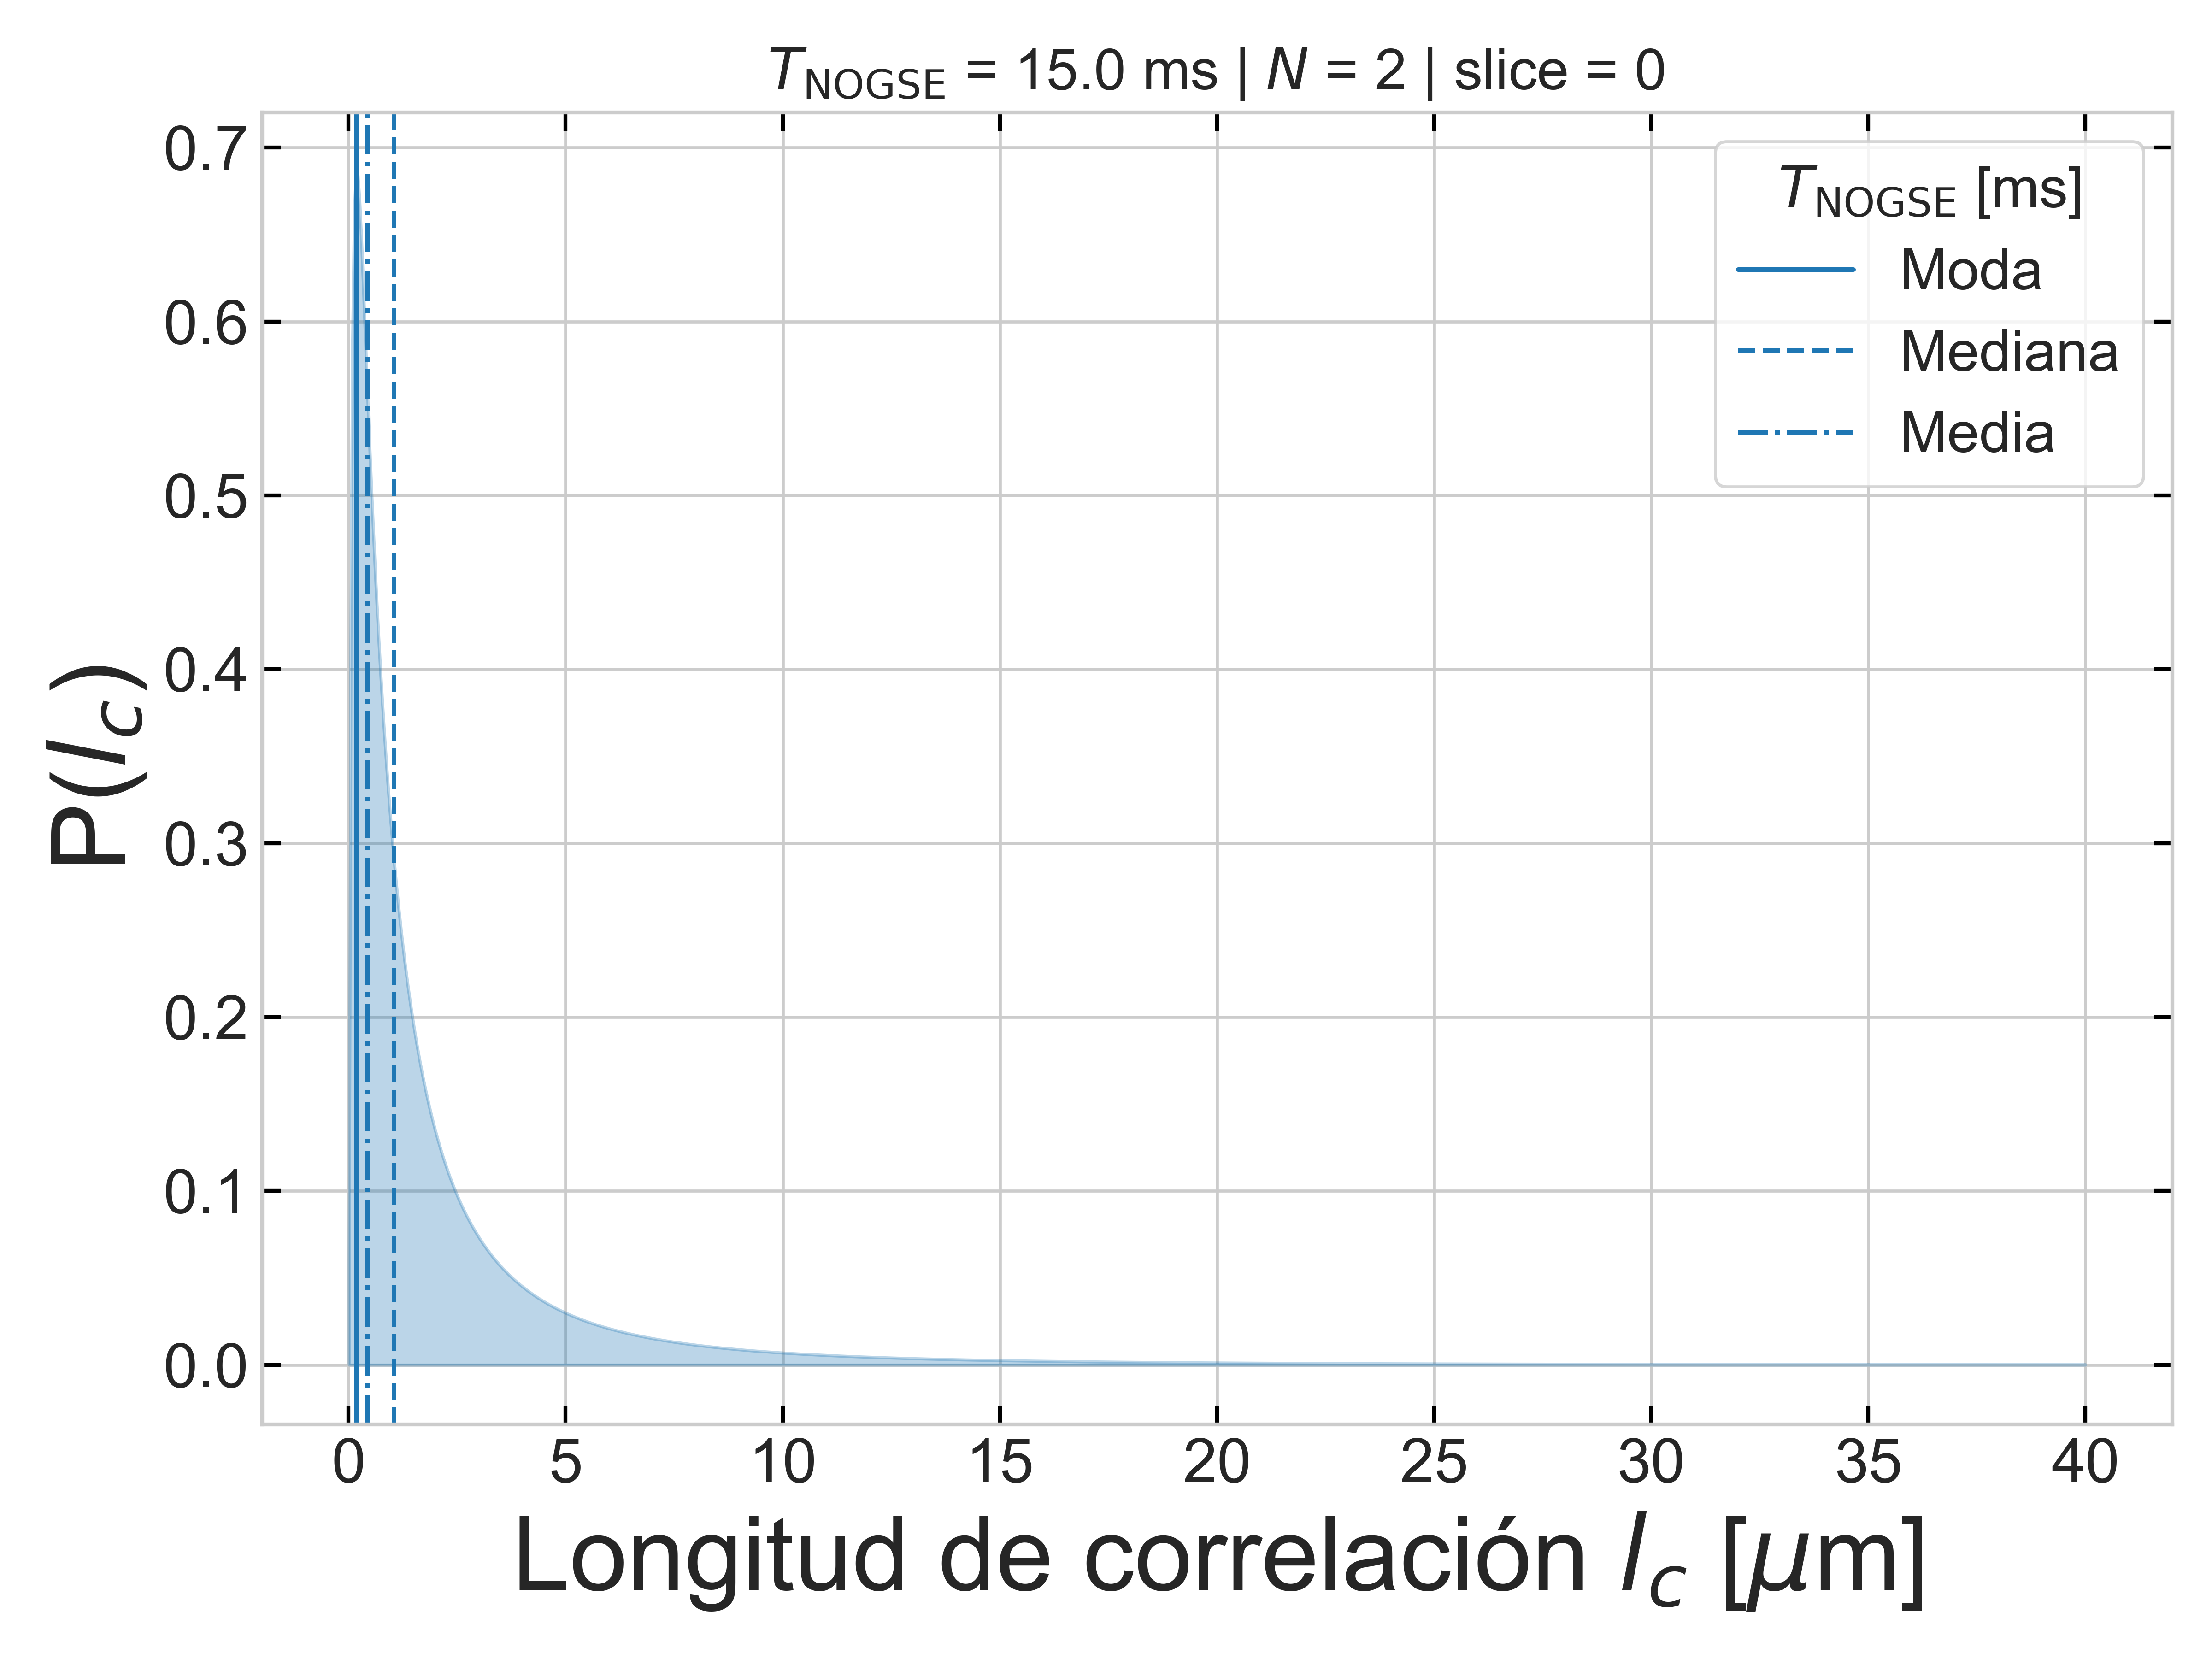 T_NOGSE = 15.0 ms | N = 2 | slice = 0
0.7
0.6
0.5
0.4
0.3
0.2
0.1
0.0
P(l_c)
T_NOGSE [ms]
Moda
Mediana
Media
0 5 10 15 20 25 30 35 40
Longitud de correlación l_c [μm]